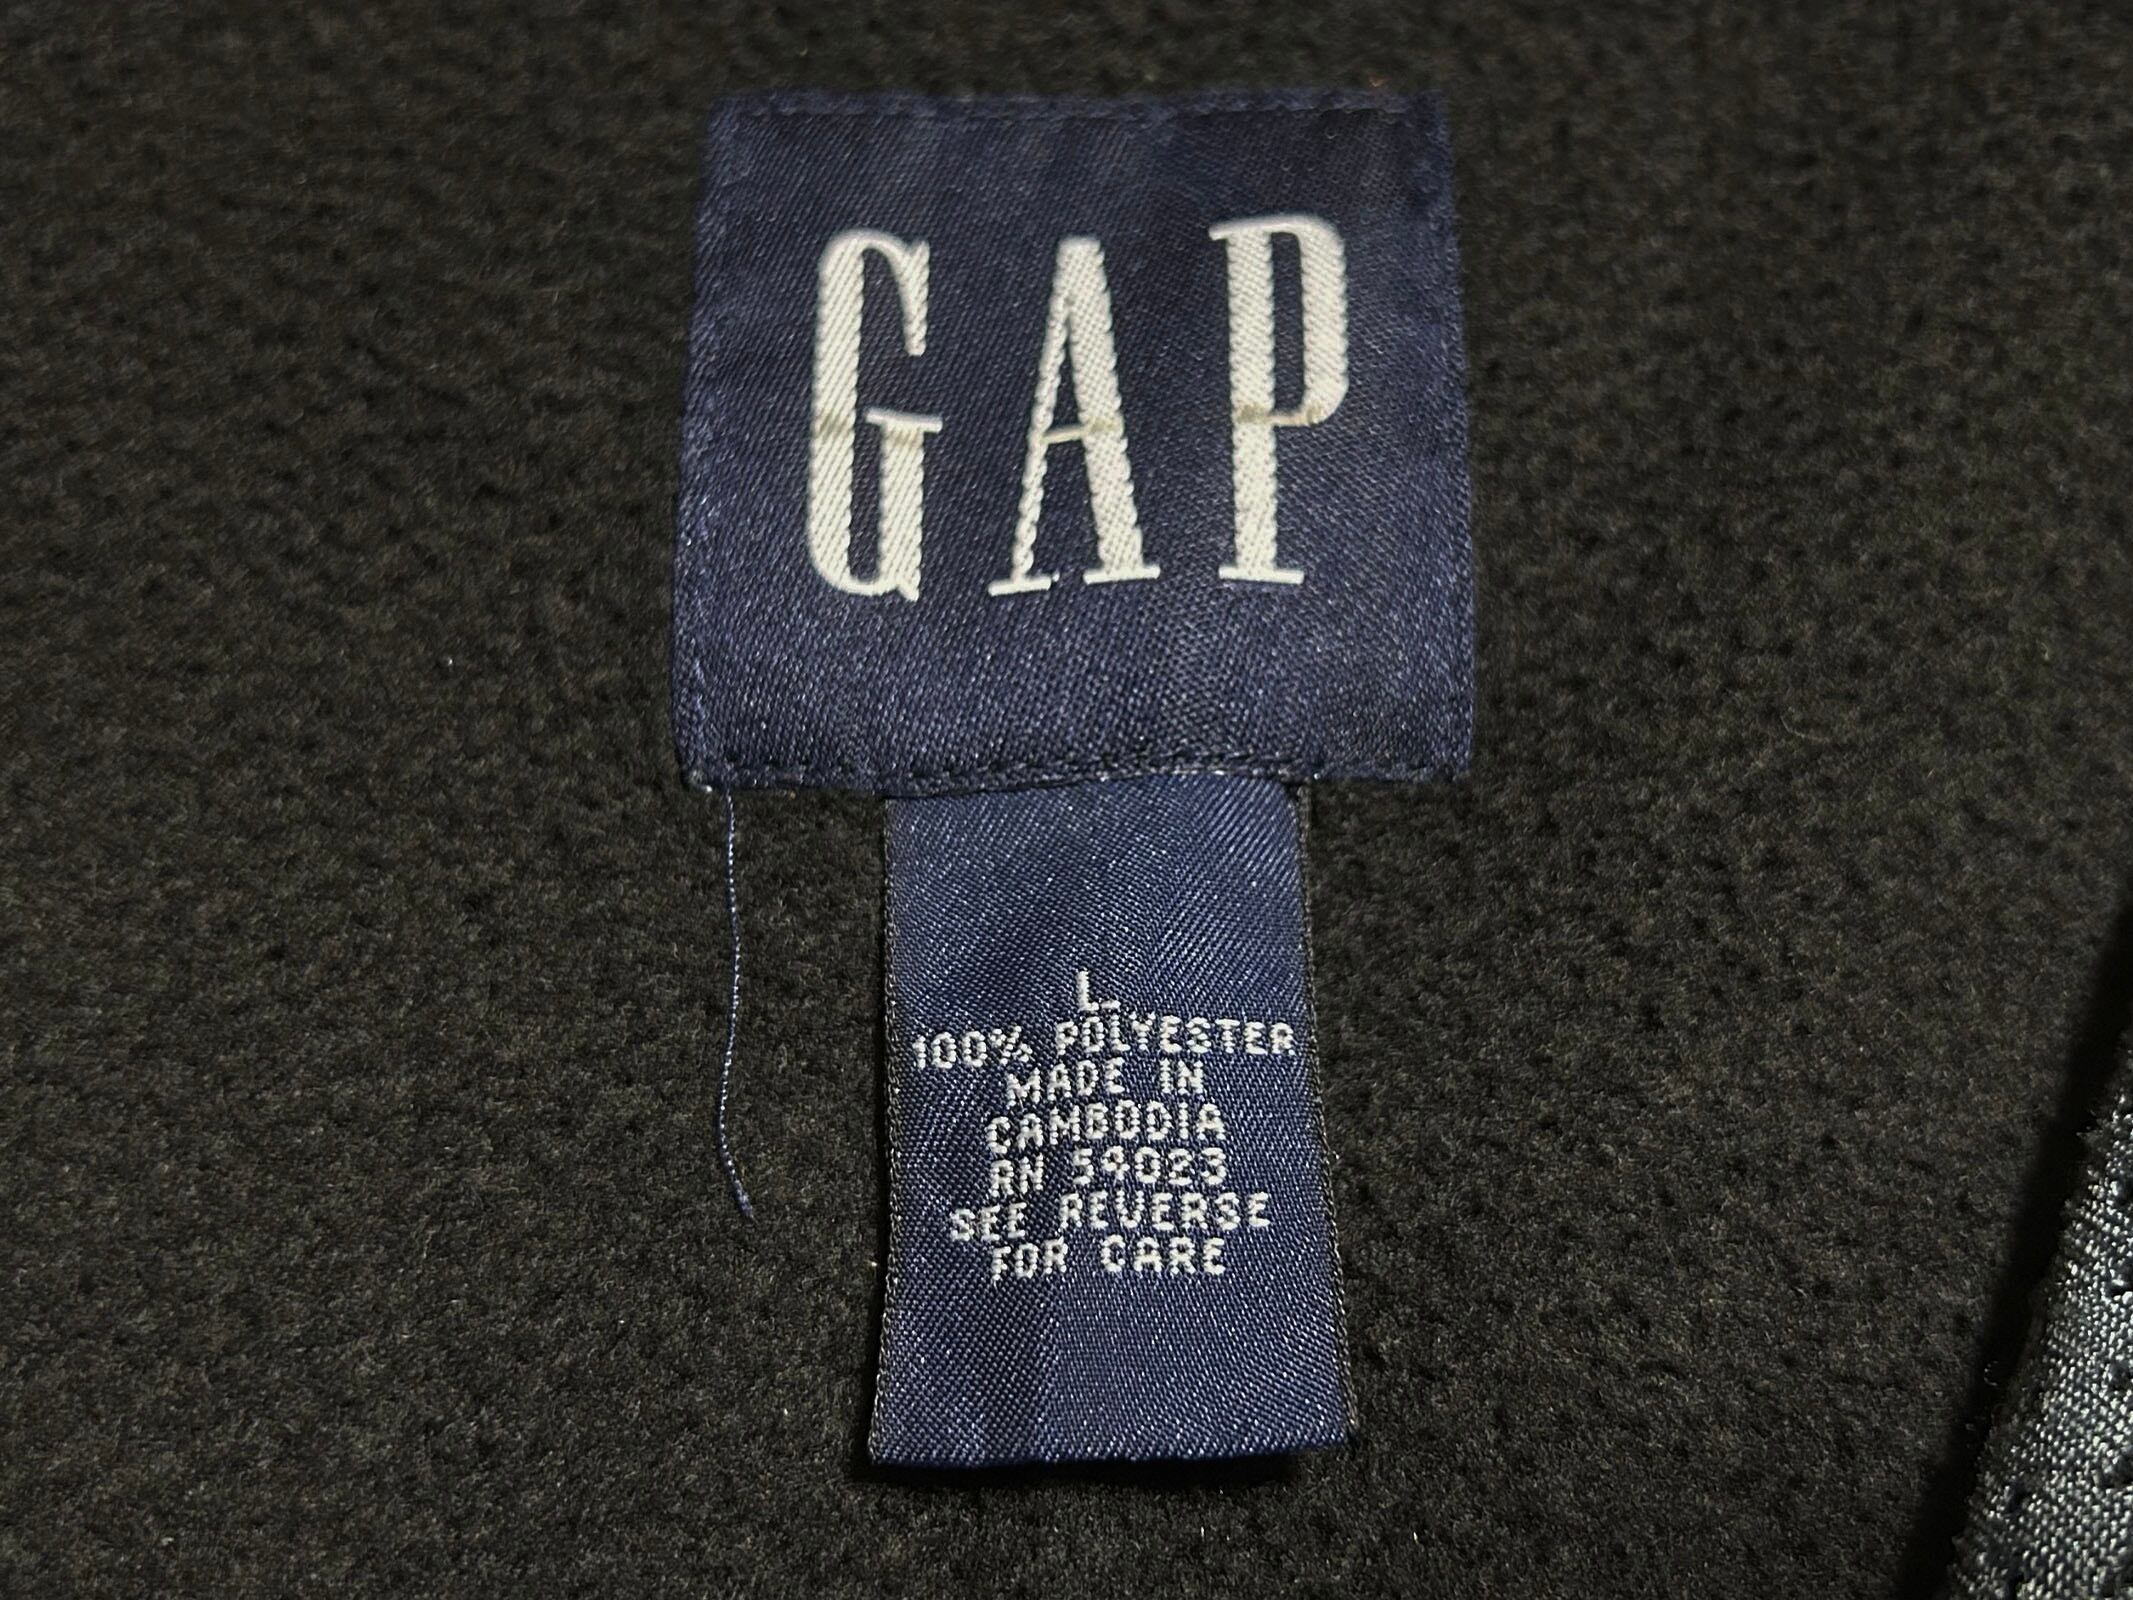 GAP
L
100% POLYESTER
MADE IN
CAMBODIA
RN 54023
SEE REVERSE
FOR CARE